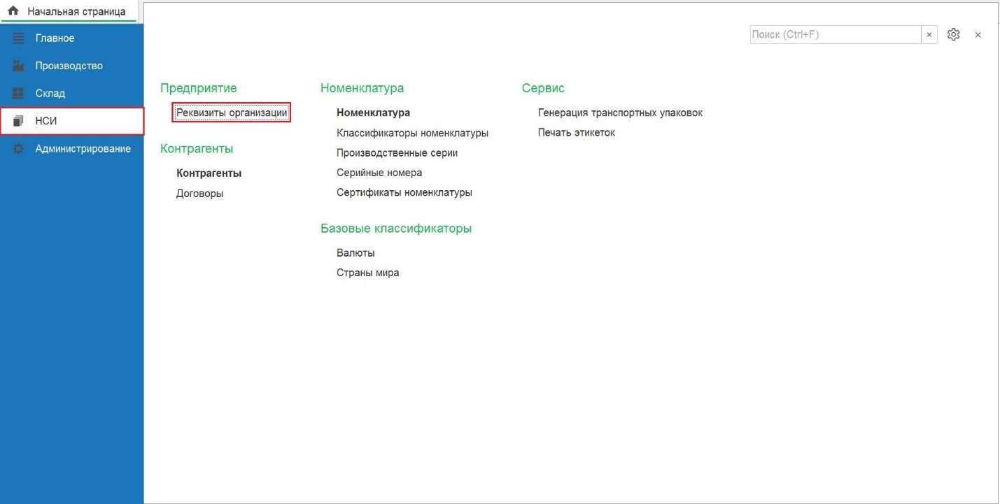 Начальная страница
Главное
Производство
Склад
НСИ
Администрирование
Поиск (Ctrl+F)
Предприятие
Реквизиты организации
Контрагенты
Контрагенты
Договоры
Номенклатура
Номенклатура
Классификаторы номенклатуры
Производственные серии
Серийные номера
Сертификаты номенклатуры
Базовые классификаторы
Валюты
Страны мира
Сервис
Генерация транспортных упаковок
Печать этикеток